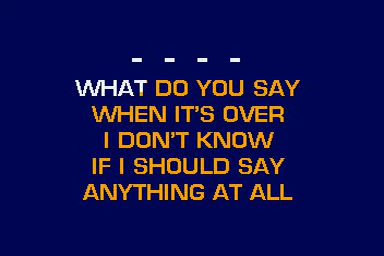 - - - -
WHAT DO YOU SAY
WHEN IT'S OVER
I DON'T KNOW
IF I SHOULD SAY
ANYTHING AT ALL